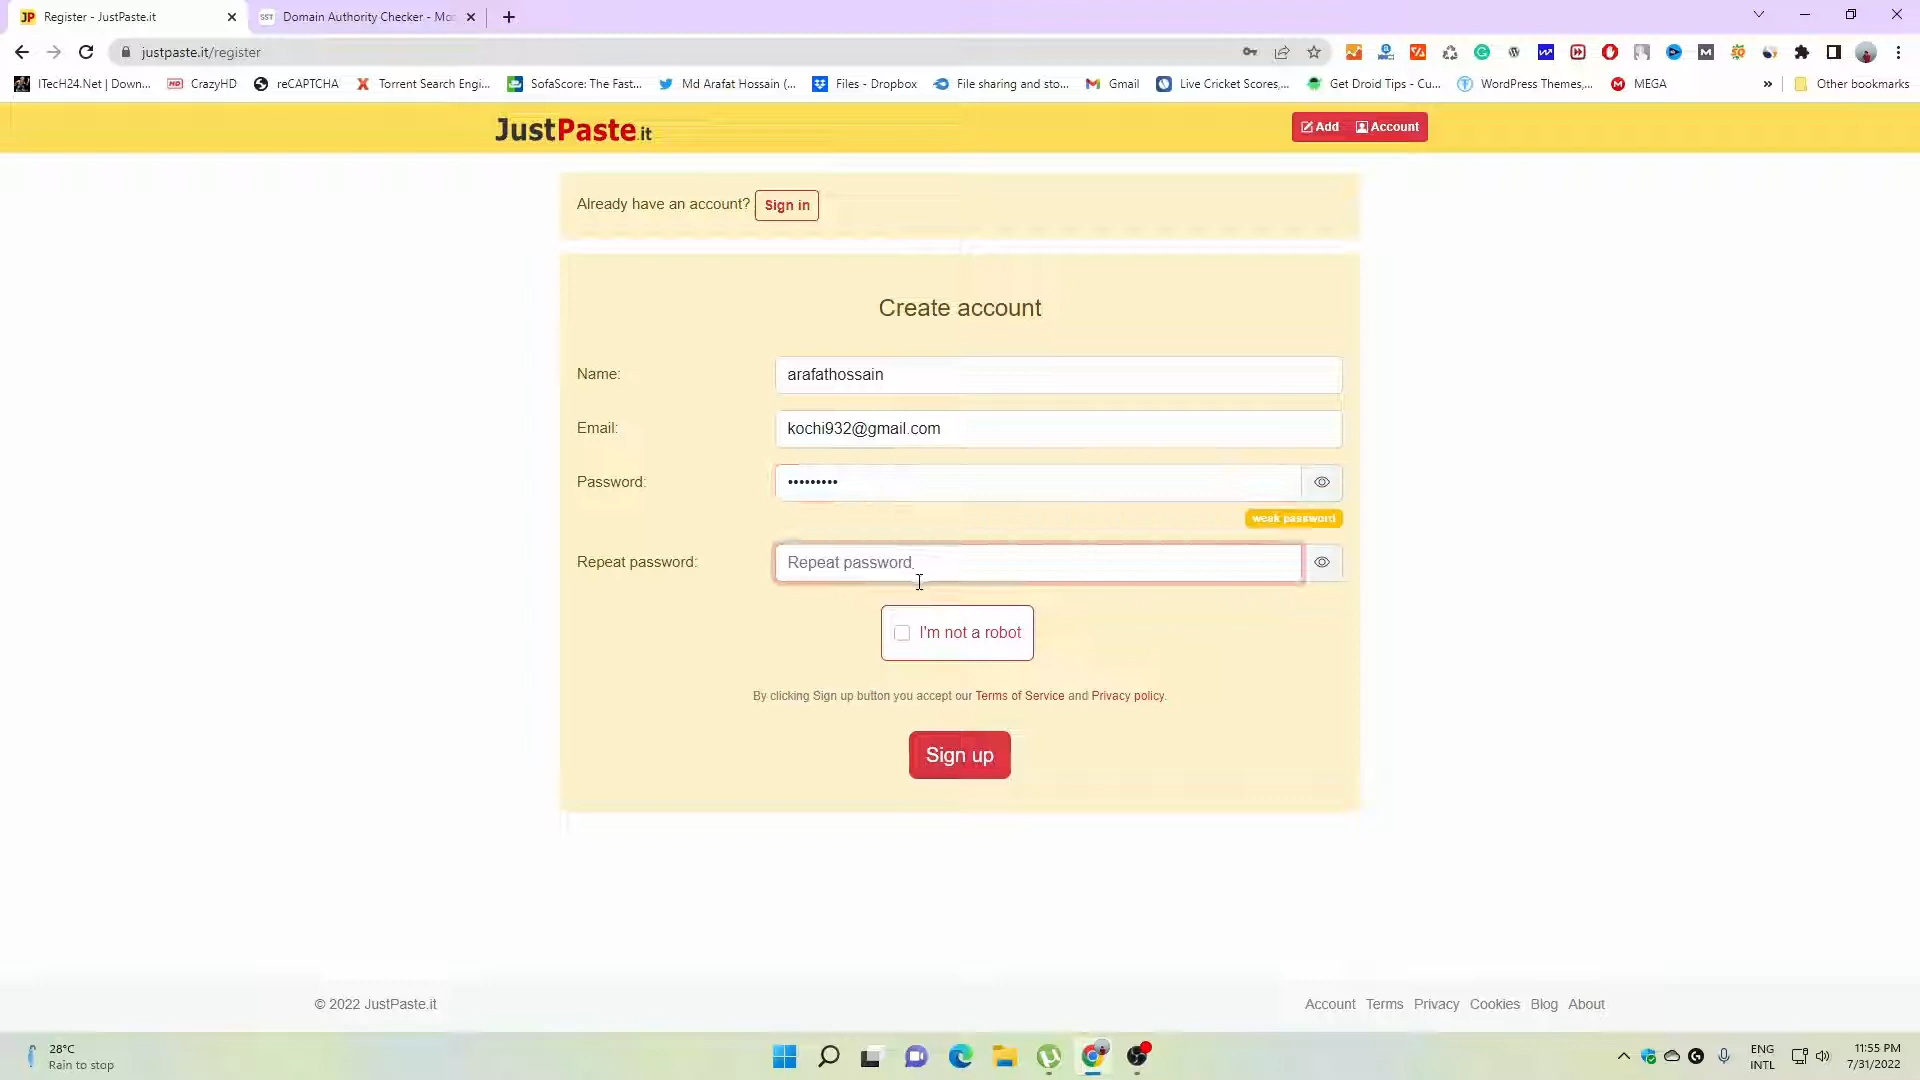 Register - JustPaste.it
SST Domain Authority Checker - Mo
justpaste.it/register
ITecH24.Net | Down...
HD CrazyHD
reCAPTCHA
Torrent Search Engi...
SofaScore: The Fast...
Md Arafat Hossain (...
Files - Dropbox
File sharing and sto...
Gmail
Live Cricket Scores,...
Get Droid Tips - Cu...
WordPress Themes,...
MEGA
»
Other bookmarks
JustPaste.it
Add
Account
Already have an account? Sign in
Create account
Name: arafathossain
Email: kochi932@gmail.com
Password: •••••••••
weak password
Repeat password: Repeat password
I'm not a robot
By clicking Sign up button you accept our Terms of Service and Privacy policy.
Sign up
© 2022 JustPaste.it
Account Terms Privacy Cookies Blog About
28°C
Rain to stop
ENG
INTL
11:55 PM
7/31/2022